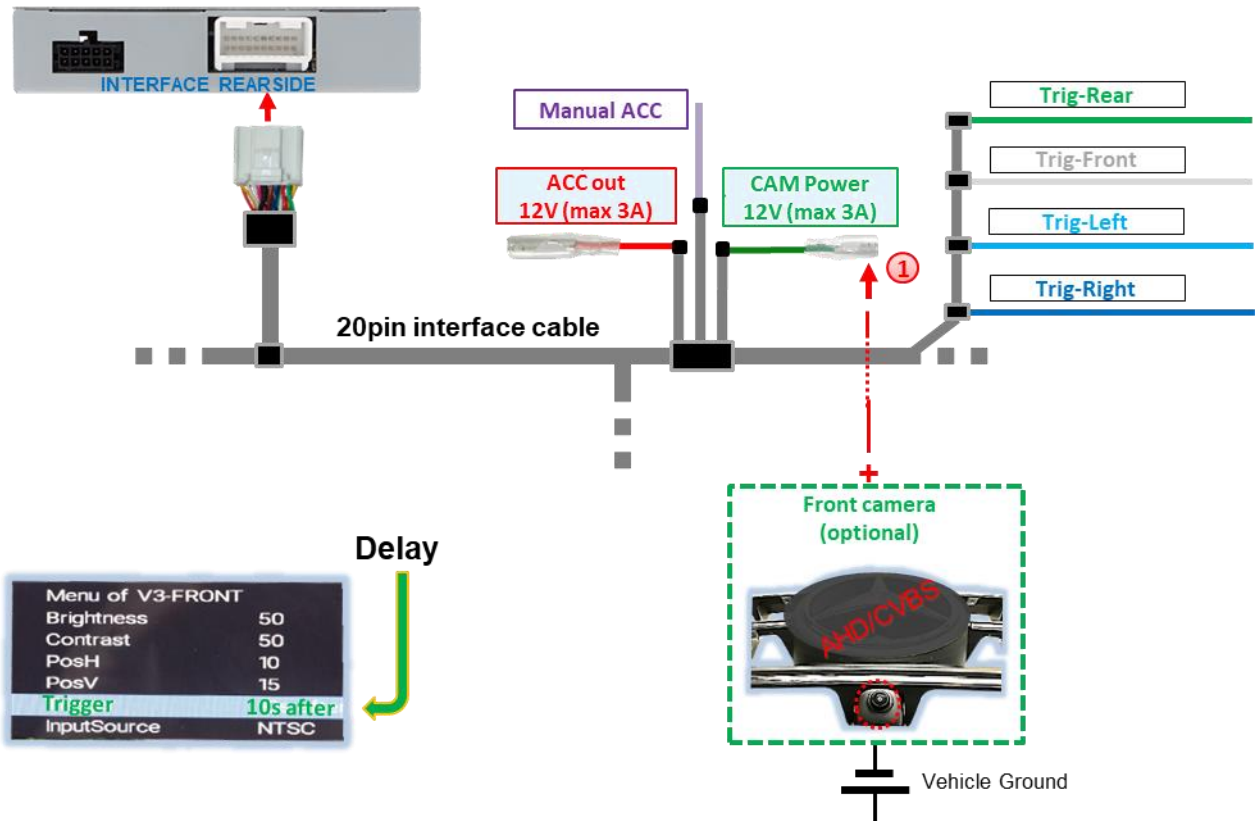 INTERFACE REARSIDE
Manual ACC
ACC out
12V (max 3A)
CAM Power
12V (max 3A)
1
Trig-Rear
Trig-Front
Trig-Left
Trig-Right
20pin interface cable
+
Front camera
(optional)
AHD/CVBS
Vehicle Ground
Delay
Menu of V3-FRONT
Brightness 50
Contrast 50
PosH 10
PosV 15
Trigger 10s after
InputSource NTSC